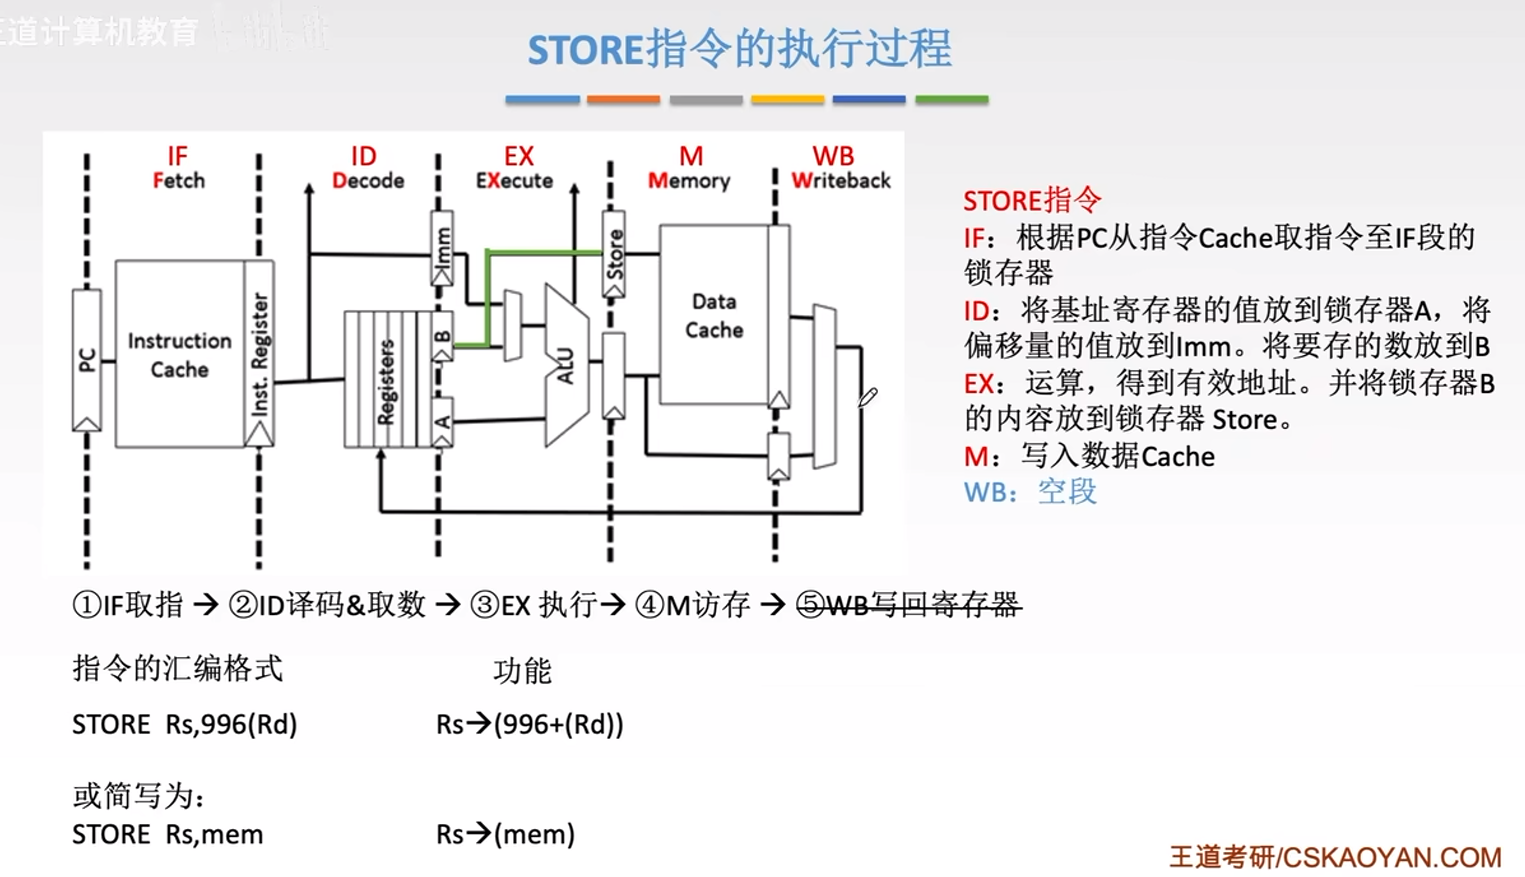 王道计算机教育
STORE指令的执行过程
IF
Fetch
ID
Decode
EX
EXecute
M
Memory
WB
Writeback
PC
Instruction
Cache
Inst. Register
Registers
Imm
B
A
ALU
Store
Data
Cache
STORE指令
IF：根据PC从指令Cache取指令至IF段的
锁存器
ID：将基址寄存器的值放到锁存器A，将
偏移量的值放到Imm。将要存的数放到B
EX：运算，得到有效地址。并将锁存器B
的内容放到锁存器 Store。
M：写入数据Cache
WB：空段
①IF取指 → ②ID译码&取数 → ③EX 执行→ ④M访存 → ⑤WB写回寄存器
指令的汇编格式 功能
STORE Rs,996(Rd) Rs→(996+(Rd))
或简写为：
STORE Rs,mem Rs→(mem)
王道考研/CSKAOYAN.COM